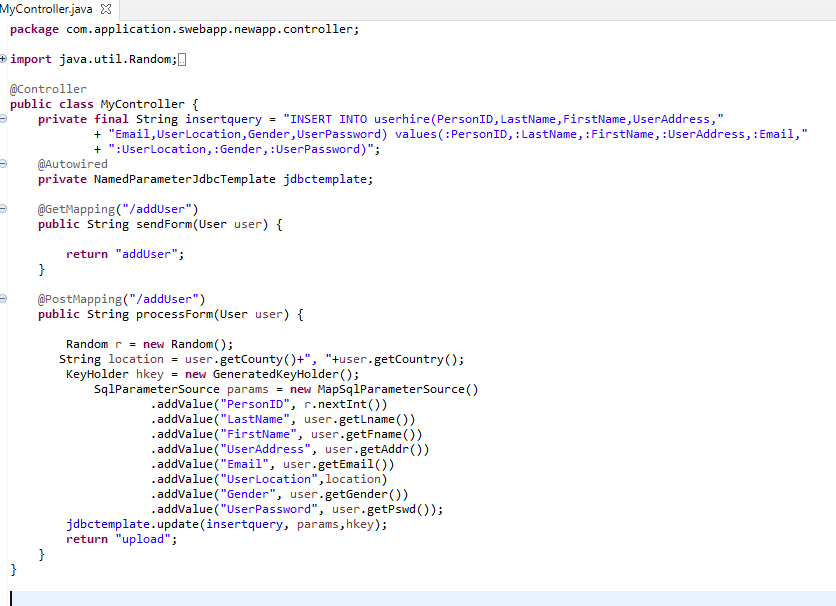 MyController.java
package com.application.swebapp.newapp.controller;
import java.util.Random;
@Controller
public class MyController {
private final String insertquery = "INSERT INTO userhire(PersonID,LastName,FirstName,UserAddress,"
+ "Email,UserLocation,Gender,UserPassword) values(:PersonID,:LastName,:FirstName,:UserAddress,:Email,"
+ ":UserLocation,:Gender,:UserPassword)";
@Autowired
private NamedParameterJdbcTemplate jdbctemplate;
@GetMapping("/addUser")
public String sendForm(User user) {
return "addUser";
}
@PostMapping("/addUser")
public String processForm(User user) {
Random r = new Random();
String location = user.getCounty()+", "+user.getCountry();
KeyHolder hkey = new GeneratedKeyHolder();
SqlParameterSource params = new MapSqlParameterSource()
.addValue("PersonID", r.nextInt())
.addValue("LastName", user.getLname())
.addValue("FirstName", user.getFname())
.addValue("UserAddress", user.getAddr())
.addValue("Email", user.getEmail())
.addValue("UserLocation",location)
.addValue("Gender", user.getGender())
.addValue("UserPassword", user.getPswd());
jdbctemplate.update(insertquery, params,hkey);
return "upload";
}
}